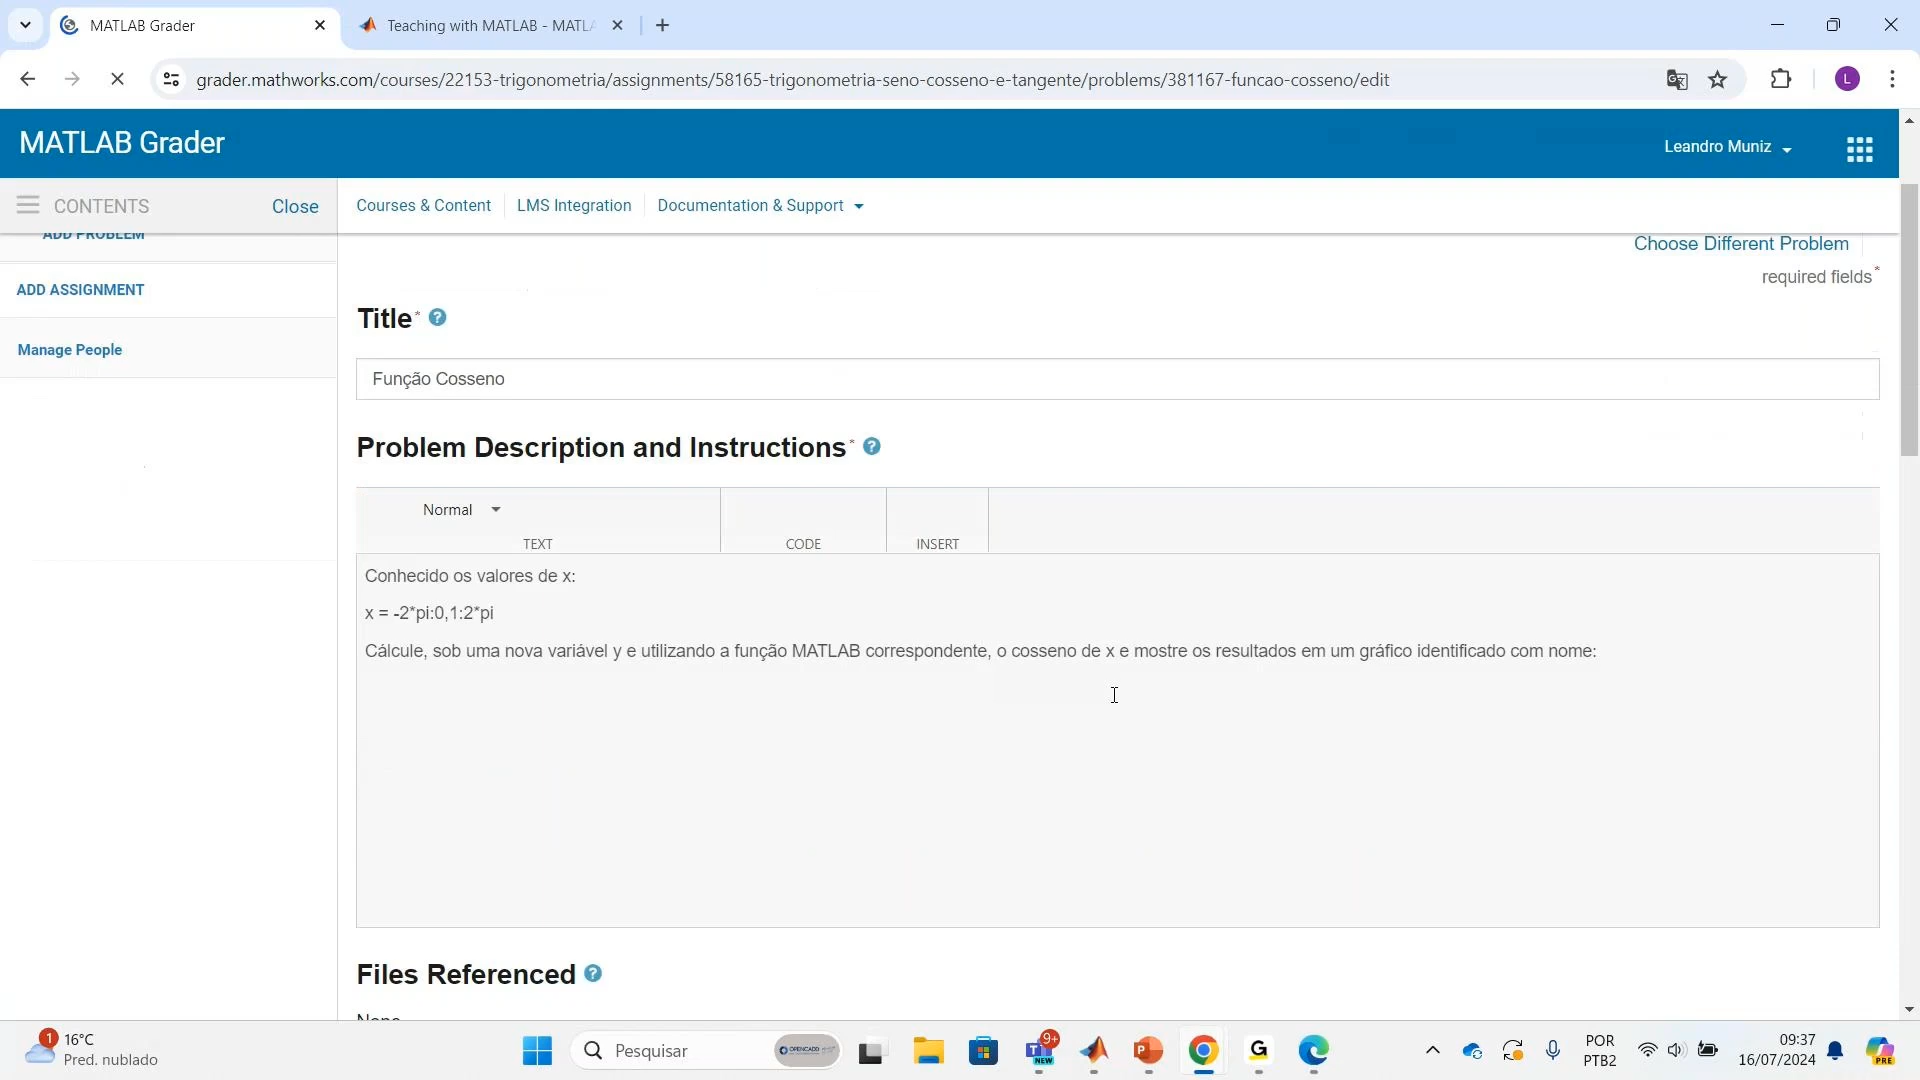 MATLAB Grader
Teaching with MATLAB - MATLA
grader.mathworks.com/courses/22153-trigonometria/assignments/58165-trigonometria-seno-cosseno-e-tangente/problems/381167-funcao-cosseno/edit
L
MATLAB Grader
Leandro Muniz
CONTENTS
Close
Courses & Content
LMS Integration
Documentation & Support
ADD PROBLEM
ADD ASSIGNMENT
Manage People
Choose Different Problem
required fields*
Title*
Função Cosseno
Problem Description and Instructions*
Normal
TEXT
CODE
INSERT
Conhecido os valores de x:
x = -2*pi:0,1:2*pi
Cálcule, sob uma nova variável y e utilizando a função MATLAB correspondente, o cosseno de x e mostre os resultados em um gráfico identificado com nome:
Files Referenced
None
1
16°C
Pred. nublado
Pesquisar
OPENCADD
9+
NEW
G
POR
PTB2
09:37
16/07/2024
PRE